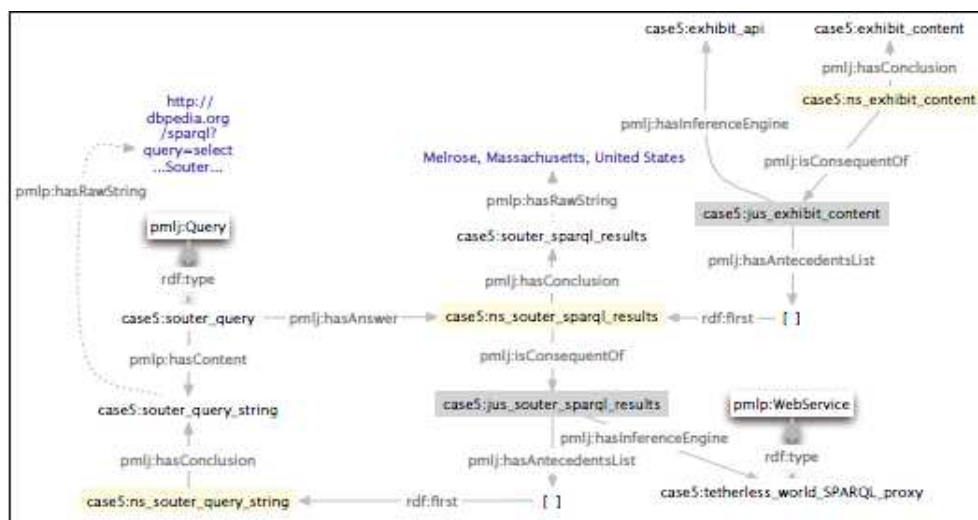 case5:exhibit_api
case5:exhibit_content
pmlj:hasConclusion
case5:ns_exhibit_content
http://
dbpedia.org
/sparql?
query=select
...Souter...
pmlj:hasInferenceEngine
Melrose, Massachusetts, United States
pmlj:isConsequentOf
pmlp:hasRawString
pmlp:hasRawString
case5:jus_exhibit_content
pmlj:Query
case5:souter_sparql_results
pmlj:hasAntecedentsList
rdf:type
pmlj:hasConclusion
case5:souter_query
pmlj:hasAnswer
case5:ns_souter_sparql_results
rdf:first
[ ]
pmlp:hasContent
pmlj:isConsequentOf
case5:souter_query_string
case5:jus_souter_sparql_results
pmlp:WebService
pmlj:hasInferenceEngine
pmlj:hasConclusion
pmlj:hasAntecedentsList
rdf:type
case5:ns_souter_query_string
rdf:first
[ ]
case5:tetherless_world_SPARQL_proxy